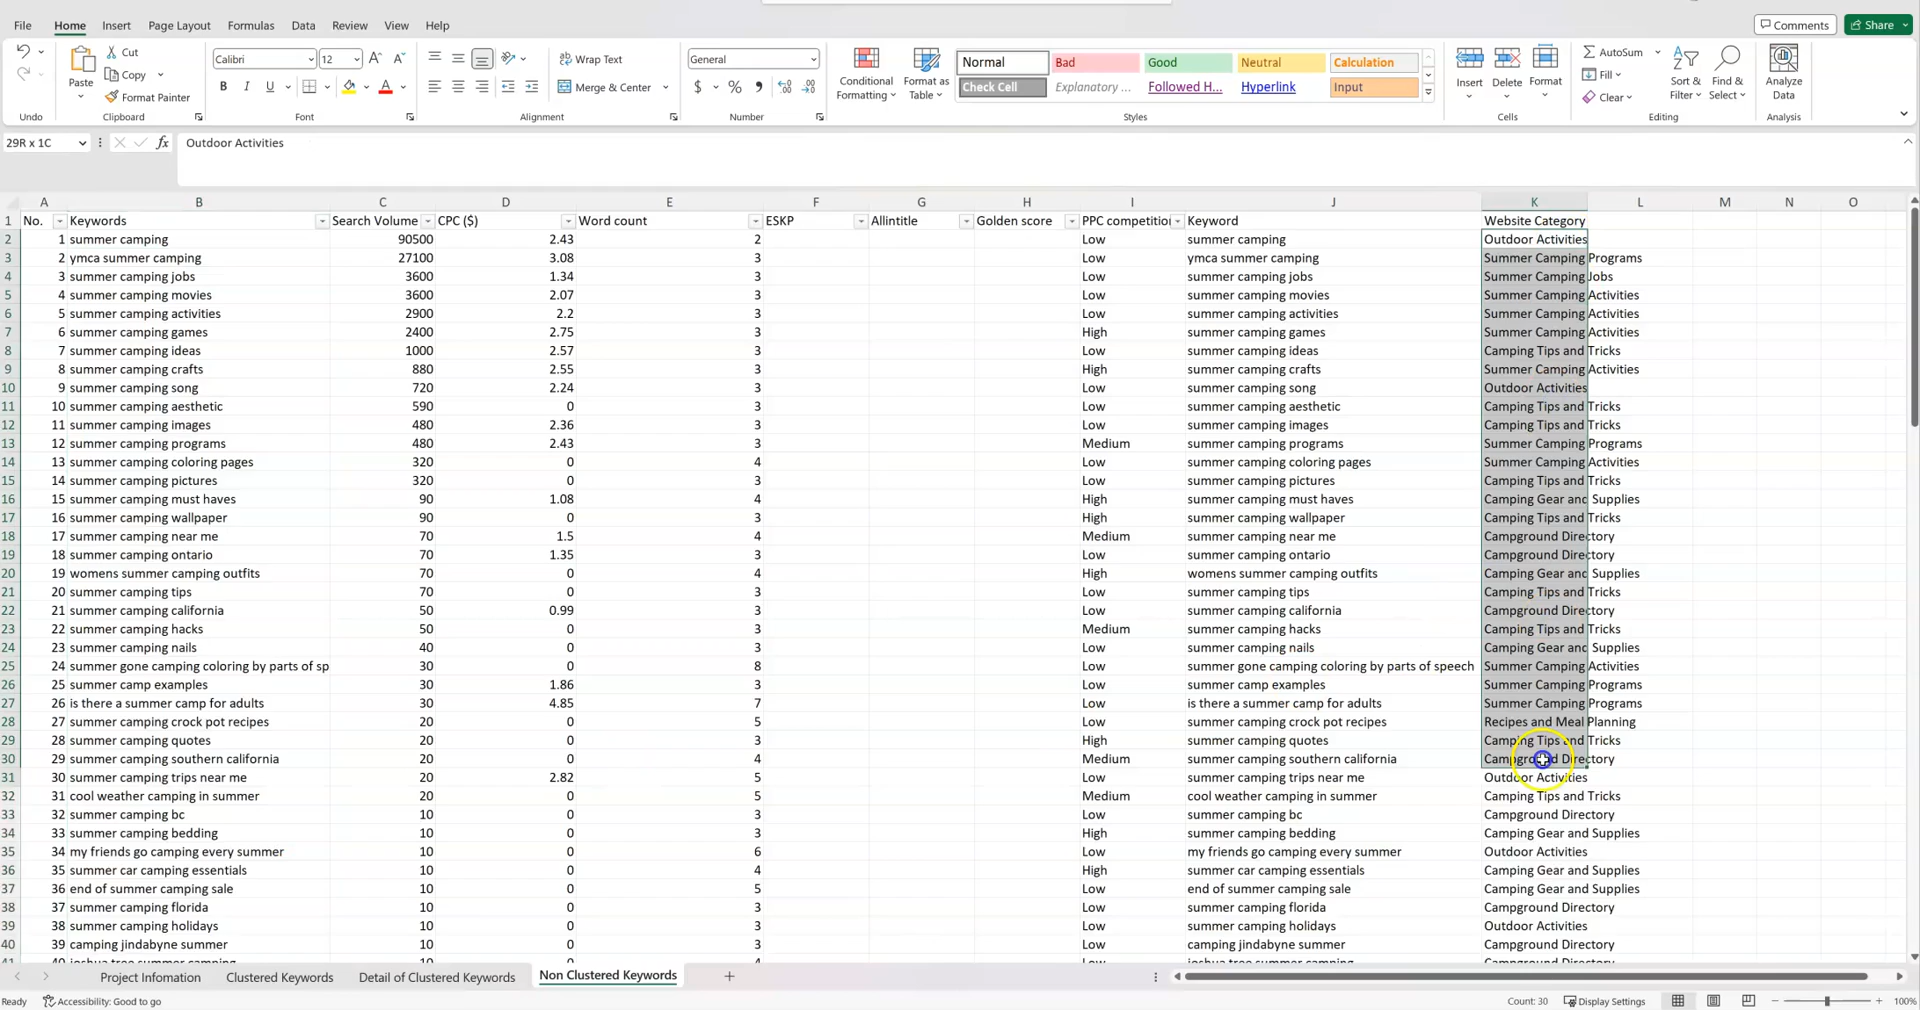 File Home Insert Page Layout Formulas Data Review View Help Comments Share
Cut Calibri 12 Wrap Text General Normal Bad Good Neutral Calculation AutoSum
Paste Copy Conditional Formatting Format as Table Insert Delete Format Fill Sort & Filter Find & Select Analyze Data
Format Painter B I U Merge & Center $ % Check Cell Explanatory ... Followed H... Hyperlink Input Clear
Undo Clipboard Font Alignment Number Styles Cells Editing Analysis
29R x 1C fx Outdoor Activities
A B C D E F G H I J K L M N O
1 No. Keywords Search Volume CPC ($) Word count ESKP Allintitle Golden score PPC competitio Keyword Website Category
2 1 summer camping 90500 2.43 2 Low summer camping Outdoor Activities
3 2 ymca summer camping 27100 3.08 3 Low ymca summer camping Summer Camping Programs
4 3 summer camping jobs 3600 1.34 3 Low summer camping jobs Summer Camping Jobs
5 4 summer camping movies 3600 2.07 3 Low summer camping movies Summer Camping Activities
6 5 summer camping activities 2900 2.2 3 Low summer camping activities Summer Camping Activities
7 6 summer camping games 2400 2.75 3 High summer camping games Summer Camping Activities
8 7 summer camping ideas 1000 2.57 3 Low summer camping ideas Camping Tips and Tricks
9 8 summer camping crafts 880 2.55 3 High summer camping crafts Summer Camping Activities
10 9 summer camping song 720 2.24 3 Low summer camping song Outdoor Activities
11 10 summer camping aesthetic 590 0 3 Low summer camping aesthetic Camping Tips and Tricks
12 11 summer camping images 480 2.36 3 Low summer camping images Camping Tips and Tricks
13 12 summer camping programs 480 2.43 3 Medium summer camping programs Summer Camping Programs
14 13 summer camping coloring pages 320 0 4 Low summer camping coloring pages Summer Camping Activities
15 14 summer camping pictures 320 0 3 Low summer camping pictures Camping Tips and Tricks
16 15 summer camping must haves 90 1.08 4 High summer camping must haves Camping Gear and Supplies
17 16 summer camping wallpaper 90 0 3 High summer camping wallpaper Camping Tips and Tricks
18 17 summer camping near me 70 1.5 4 Medium summer camping near me Campground Directory
19 18 summer camping ontario 70 1.35 3 Low summer camping ontario Campground Directory
20 19 womens summer camping outfits 70 0 4 High womens summer camping outfits Camping Gear and Supplies
21 20 summer camping tips 70 0 3 Low summer camping tips Camping Tips and Tricks
22 21 summer camping california 50 0.99 3 Low summer camping california Campground Directory
23 22 summer camping hacks 50 0 3 Medium summer camping hacks Camping Tips and Tricks
24 23 summer camping nails 40 0 3 Low summer camping nails Camping Gear and Supplies
25 24 summer gone camping coloring by parts of sp 30 0 8 Low summer gone camping coloring by parts of speech Summer Camping Activities
26 25 summer camp examples 30 1.86 3 Low summer camp examples Summer Camping Programs
27 26 is there a summer camp for adults 30 4.85 7 Low is there a summer camp for adults Summer Camping Programs
28 27 summer camping crock pot recipes 20 0 5 Low summer camping crock pot recipes Recipes and Meal Planning
29 28 summer camping quotes 20 0 3 High summer camping quotes Camping Tips and Tricks
30 29 summer camping southern california 20 0 4 Medium summer camping southern california Campground Directory
31 30 summer camping trips near me 20 2.82 5 Low summer camping trips near me Outdoor Activities
32 31 cool weather camping in summer 20 0 5 Medium cool weather camping in summer Camping Tips and Tricks
33 32 summer camping bc 10 0 3 Low summer camping bc Campground Directory
34 33 summer camping bedding 10 0 3 High summer camping bedding Camping Gear and Supplies
35 34 my friends go camping every summer 10 0 6 Low my friends go camping every summer Outdoor Activities
36 35 summer car camping essentials 10 0 4 High summer car camping essentials Camping Gear and Supplies
37 36 end of summer camping sale 10 0 5 Low end of summer camping sale Camping Gear and Supplies
38 37 summer camping florida 10 0 3 Low summer camping florida Campground Directory
39 38 summer camping holidays 10 0 3 Low summer camping holidays Outdoor Activities
40 39 camping jindabyne summer 10 0 3 Low camping jindabyne summer Campground Directory
Project Infomation Clustered Keywords Detail of Clustered Keywords Non Clustered Keywords
Ready Accessibility: Good to go Count: 30 Display Settings 100%